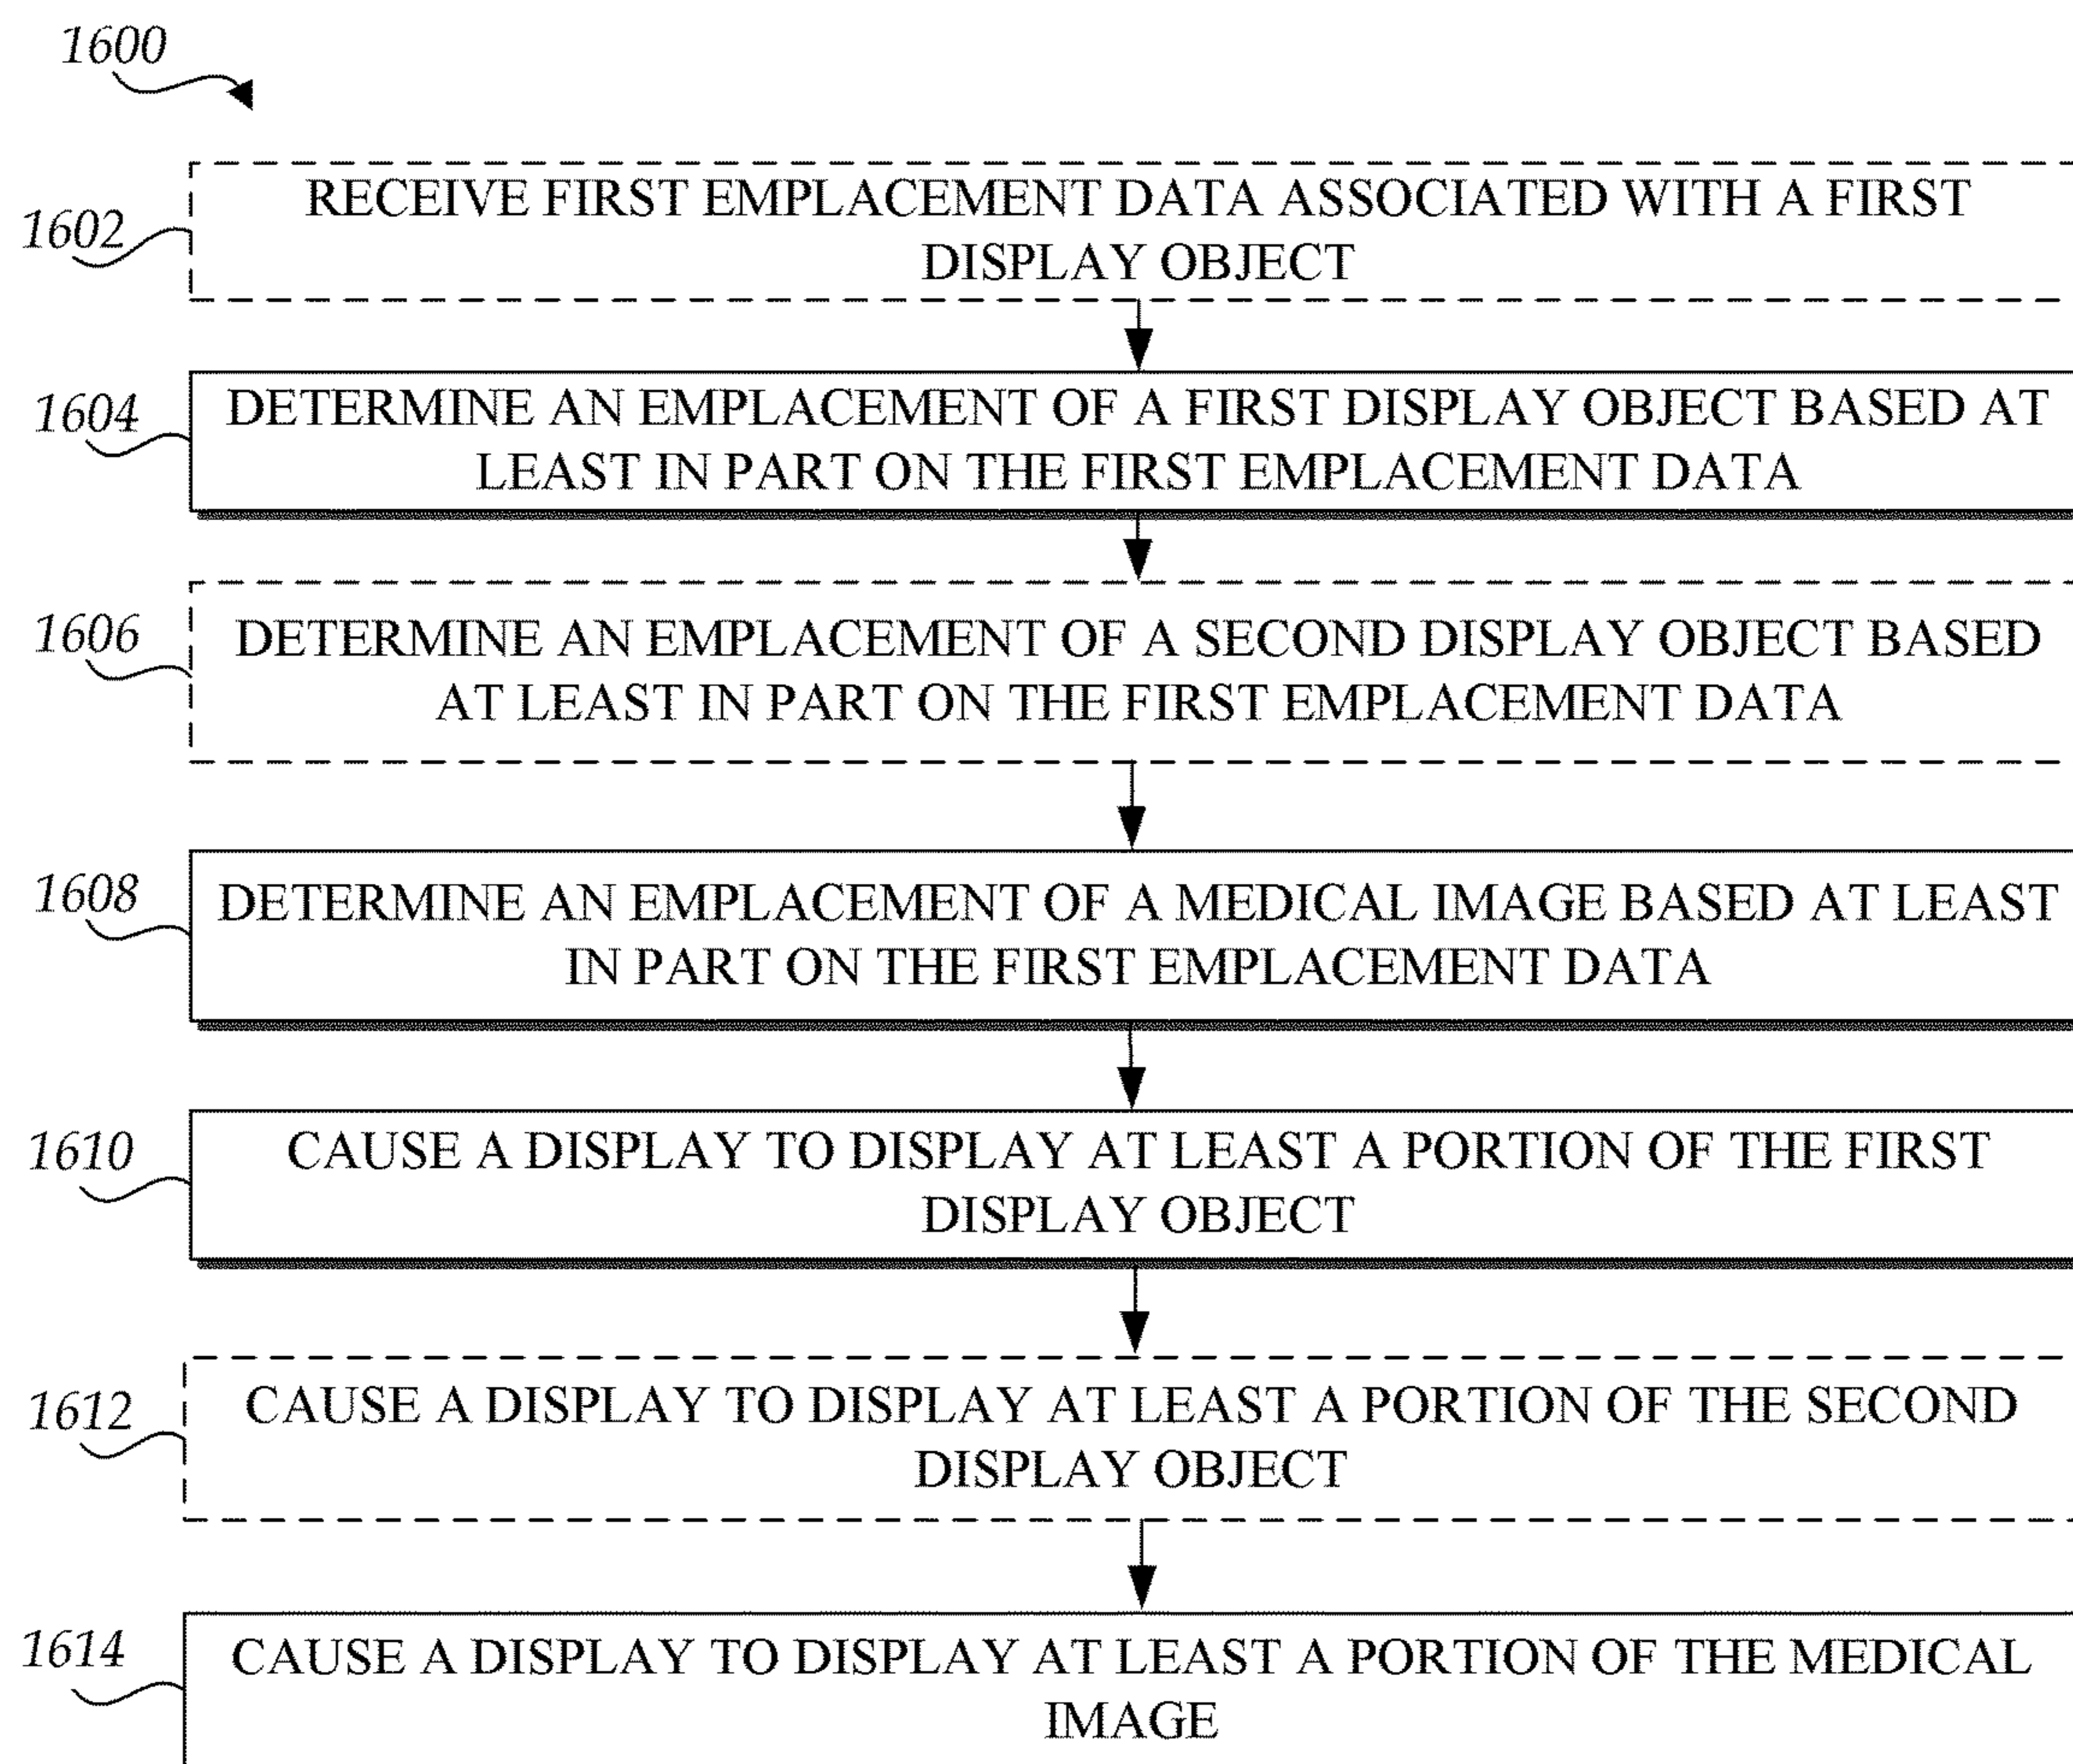 1600
1602
RECEIVE FIRST EMPLACEMENT DATA ASSOCIATED WITH A FIRST
DISPLAY OBJECT
1604
DETERMINE AN EMPLACEMENT OF A FIRST DISPLAY OBJECT BASED AT
LEAST IN PART ON THE FIRST EMPLACEMENT DATA
1606
DETERMINE AN EMPLACEMENT OF A SECOND DISPLAY OBJECT BASED
AT LEAST IN PART ON THE FIRST EMPLACEMENT DATA
1608
DETERMINE AN EMPLACEMENT OF A MEDICAL IMAGE BASED AT LEAST
IN PART ON THE FIRST EMPLACEMENT DATA
1610
CAUSE A DISPLAY TO DISPLAY AT LEAST A PORTION OF THE FIRST
DISPLAY OBJECT
1612
CAUSE A DISPLAY TO DISPLAY AT LEAST A PORTION OF THE SECOND
DISPLAY OBJECT
1614
CAUSE A DISPLAY TO DISPLAY AT LEAST A PORTION OF THE MEDICAL
IMAGE